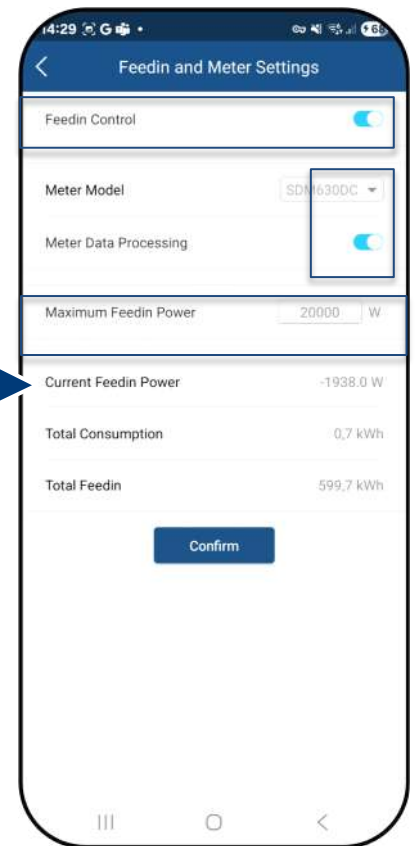 14:29 G
Feedin and Meter Settings
Feedin Control
Meter Model SDM630DC
Meter Data Processing
Maximum Feedin Power 20000 W
Current Feedin Power -1938.0 W
Total Consumption 0,7 kWh
Total Feedin 599,7 kWh
Confirm